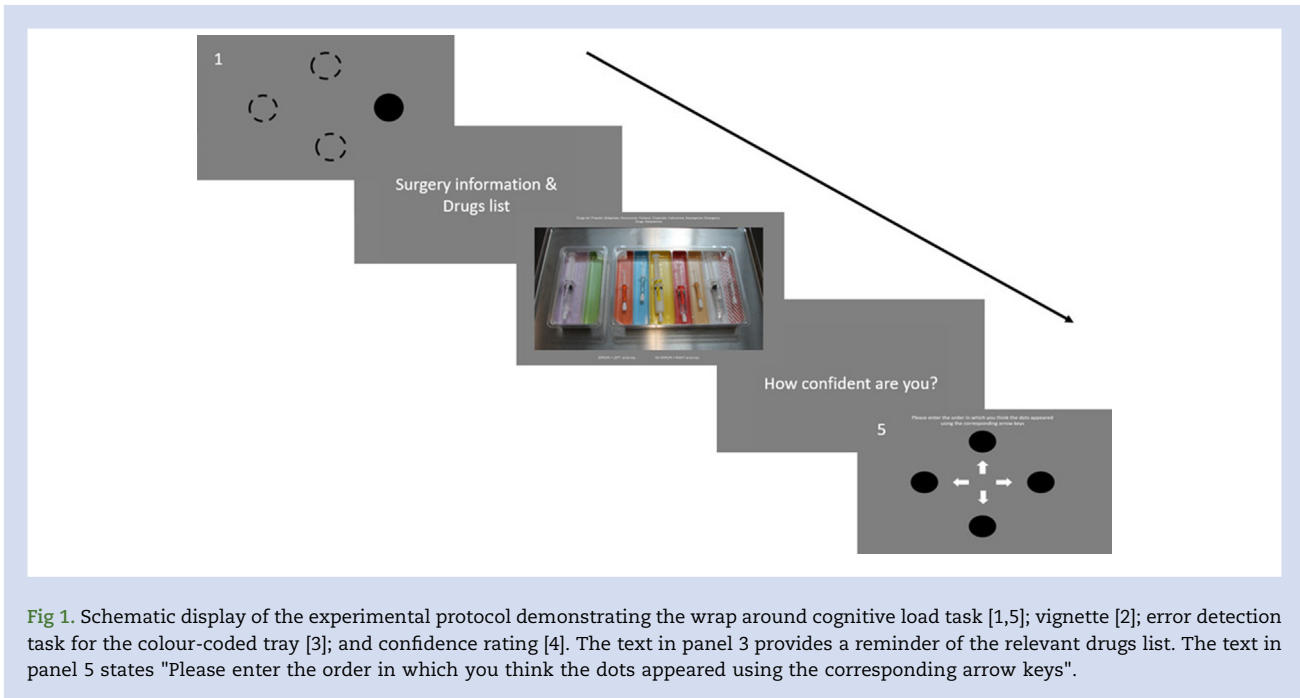 1
Surgery information &
Drugs list
How confident are you?
5
Please enter the order in which you think the dots appeared
using the corresponding arrow keys
Fig 1. Schematic display of the experimental protocol demonstrating the wrap around cognitive load task [1,5]; vignette [2]; error detection
task for the colour-coded tray [3]; and confidence rating [4]. The text in panel 3 provides a reminder of the relevant drugs list. The text in
panel 5 states "Please enter the order in which you think the dots appeared using the corresponding arrow keys".